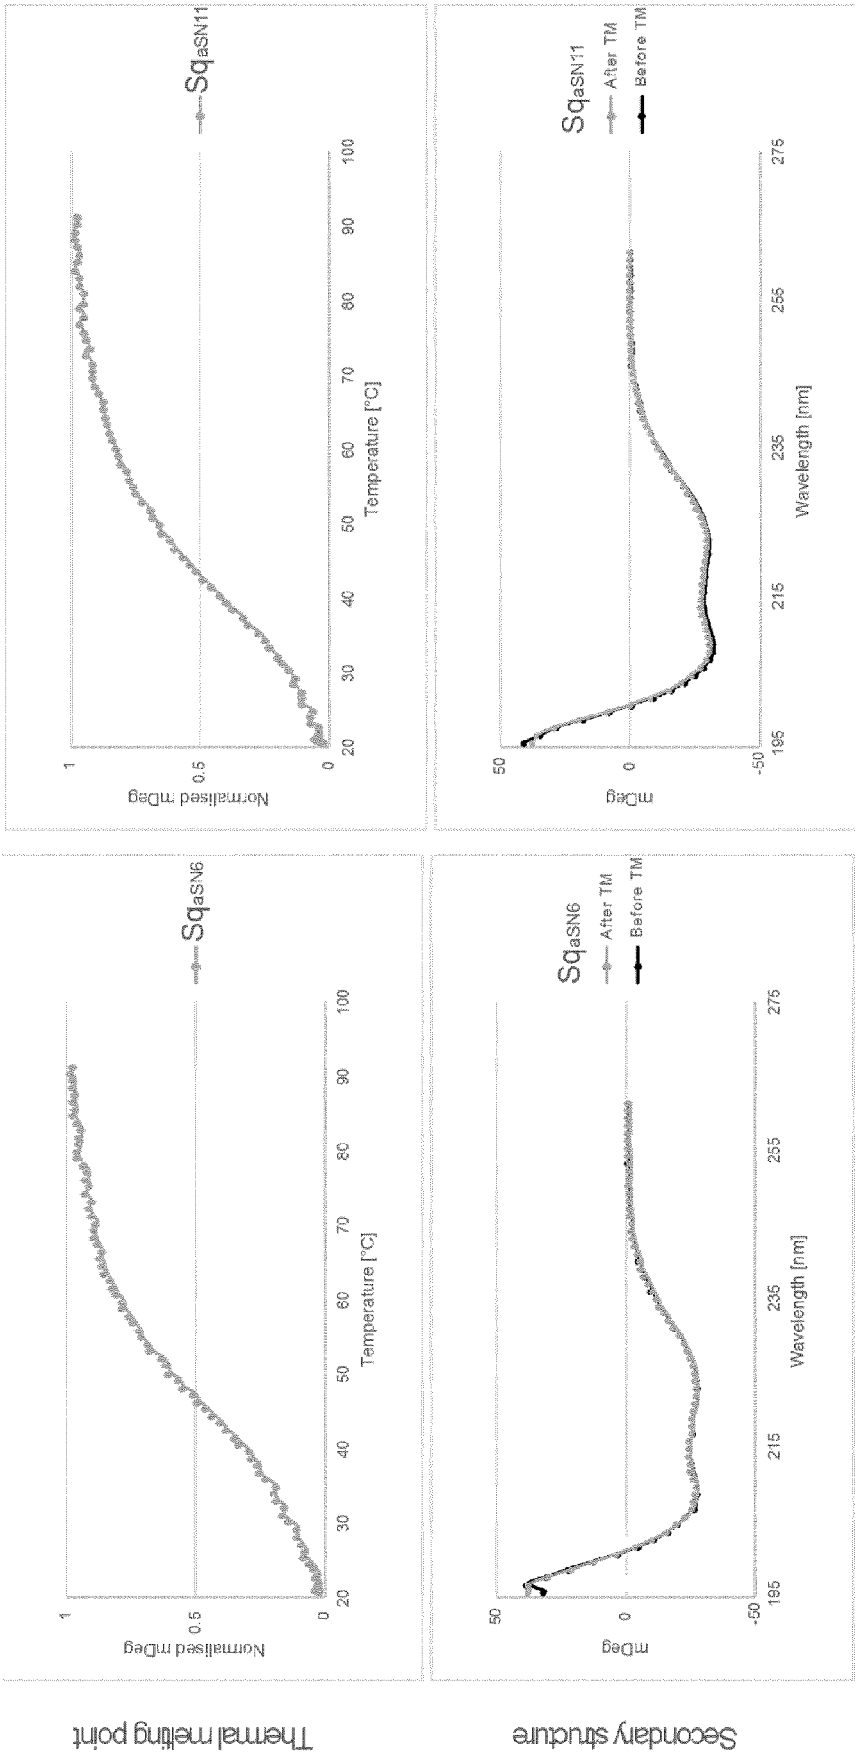 Thermal melting point
Normalised mDeg
1
0.5
0
20 30 40 50 60 70 80 90 100
Temperature [°C]
SqaSN6
Normalised mDeg
1
0.5
0
20 30 40 50 60 70 80 90 100
Temperature [°C]
SqaSN11
Secondary structure
mDeg
50
0
-50
195 215 235 255 275
Wavelength [nm]
SqaSN6
After TM
Before TM
mDeg
50
0
-50
195 215 235 255 275
Wavelength [nm]
SqaSN11
After TM
Before TM